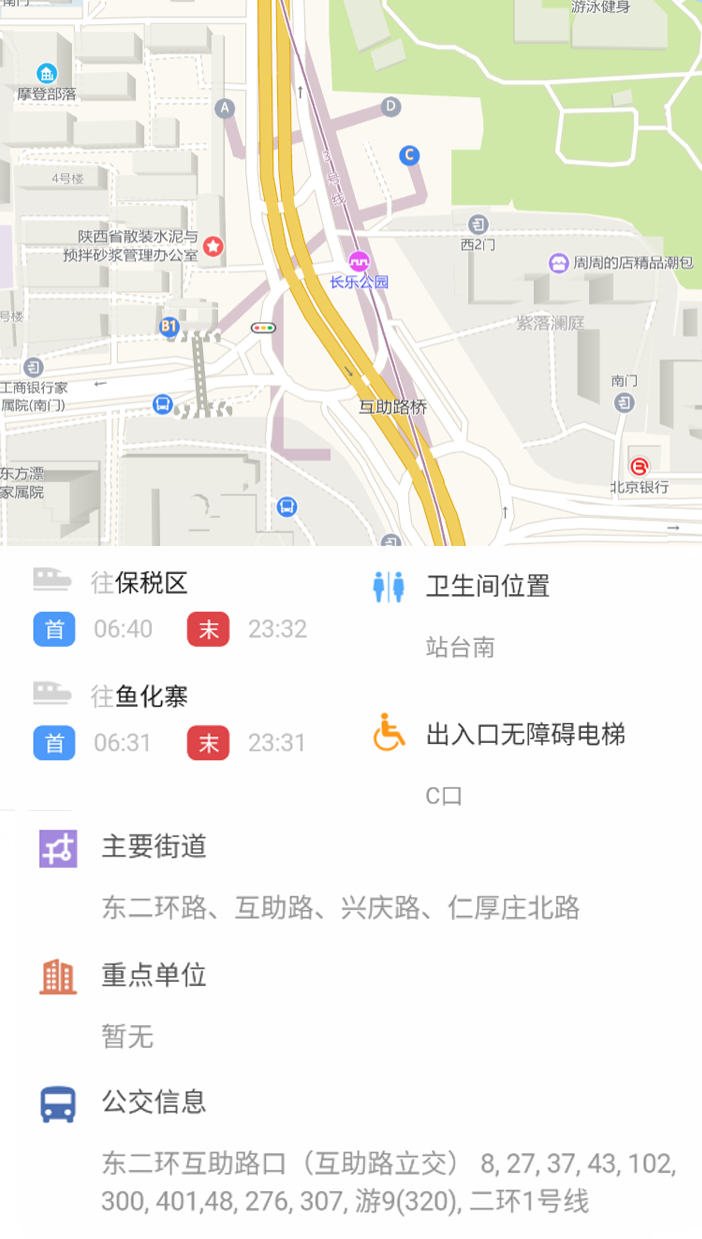 南门
游泳健身
摩登部落
A
D
C
3号线
4号楼
陕西省散装水泥与
预拌砂浆管理办公室
西2门
周周的店精品潮包
长乐公园
号楼
B1
紫落澜庭
工商银行家
属院(南门)
南门
互助路桥
东方漂
家属院
北京银行
往保税区
首 06:40 末 23:32
往鱼化寨
首 06:31 末 23:31
卫生间位置
站台南
出入口无障碍电梯
C口
主要街道
东二环路、互助路、兴庆路、仁厚庄北路
重点单位
暂无
公交信息
东二环互助路口（互助路立交） 8, 27, 37, 43, 102,
300, 401,48, 276, 307, 游9(320), 二环1号线